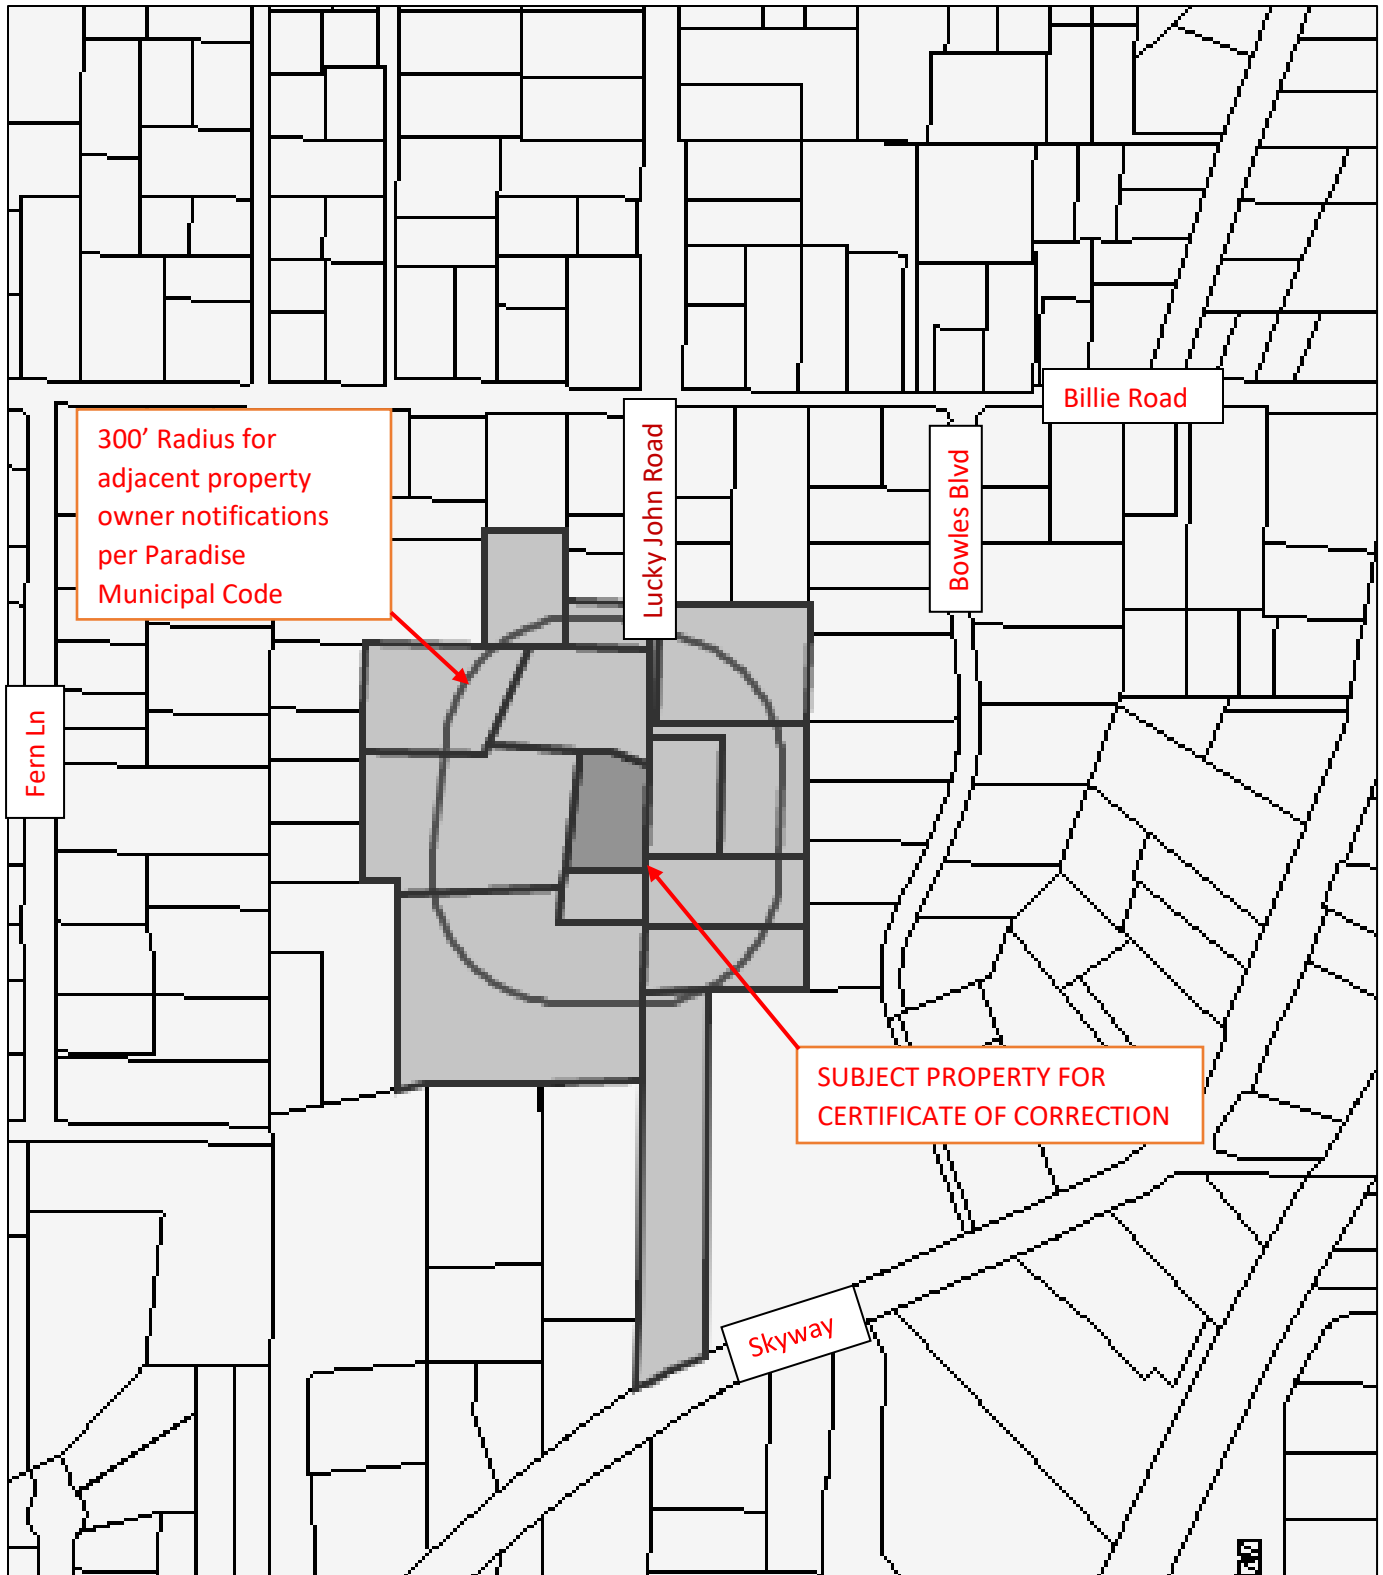 Billie Road
300’ Radius for
adjacent property
owner notifications
per Paradise
Municipal Code
Lucky John Road
Bowles Blvd
Fern Ln
SUBJECT PROPERTY FOR
CERTIFICATE OF CORRECTION
Skyway